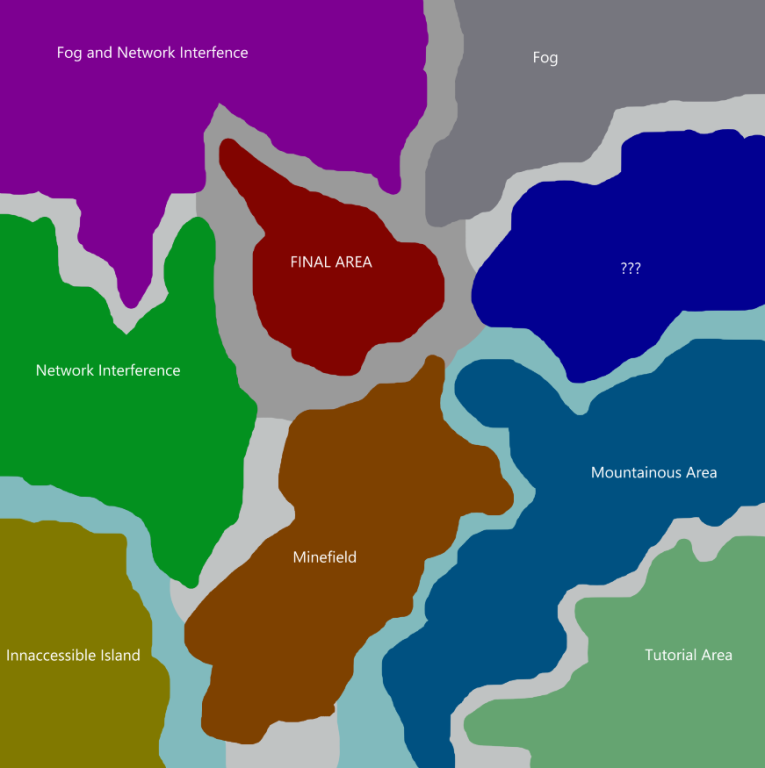 Fog and Network Interfence
Fog
FINAL AREA
???
Network Interference
Mountainous Area
Minefield
Innaccessible Island
Tutorial Area